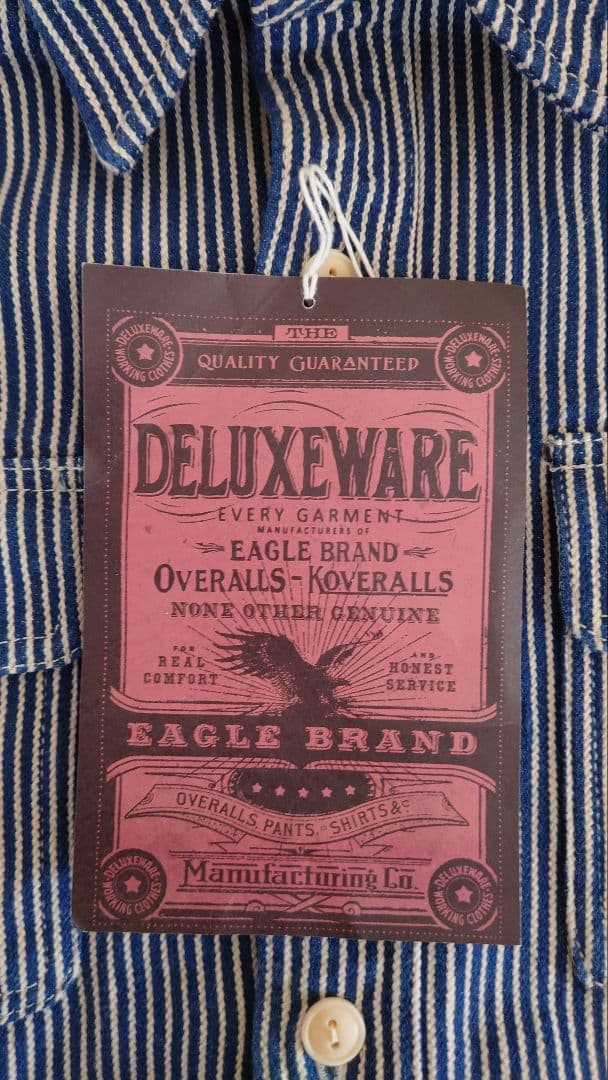 THE
QUALITY GUARANTEED
DELUXEWARE WORKING CLOTHES
DELUXEWARE WORKING CLOTHES
DELUXEWARE
EVERY GARMENT
MANUFACTURERS OF
EAGLE BRAND
OVERALLS-KOVERALLS
NONE OTHER GENUINE
FOR
REAL
COMFORT
AND
HONEST
SERVICE
EAGLE BRAND
OVERALLS, PANTS, SHIRTS &c
Manufacturing Co.
DELUXEWARE WORKING CLOTHES
DELUXEWARE WORKING CLOTHES